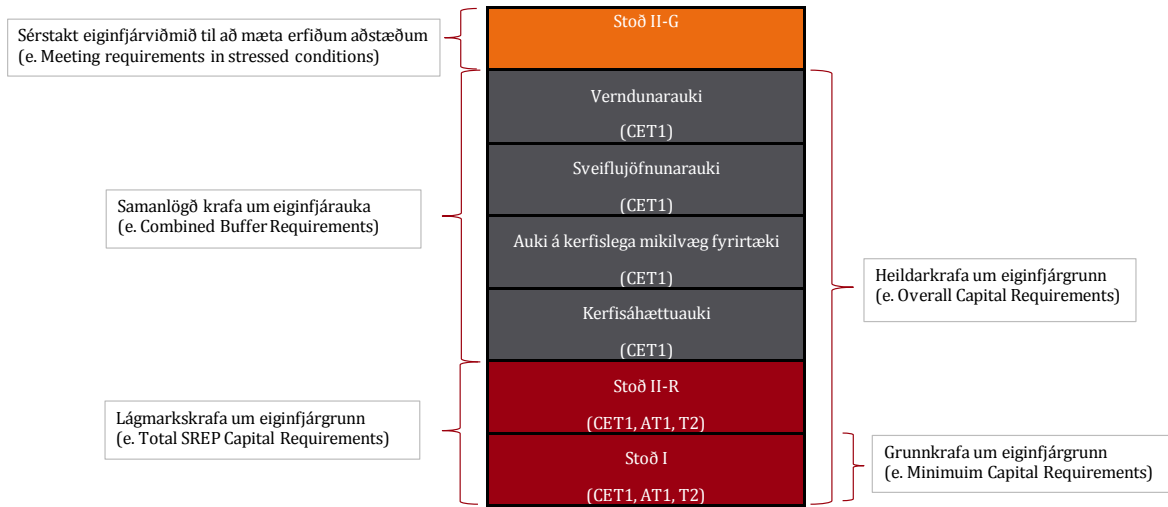 Stoð II-G
Sérstakt eiginfjárviðmið til að mæta erfiðum aðstæðum
(e. Meeting requirements in stressed conditions)
Verndunarauki
(CET1)
Sveiflujöfnunarauki
(CET1)
Samanlögð krafa um eiginfjárauka
(e. Combined Buffer Requirements)
Auki á kerfislega mikilvæg fyrirtæki
(CET1)
Heildarkrafa um eiginfjárgrunn
(e. Overall Capital Requirements)
Kerfisáhættuauki
(CET1)
Stoð II-R
(CET1, AT1, T2)
Lágmarkskrafa um eiginfjárgrunn
(e. Total SREP Capital Requirements)
Stoð I
(CET1, AT1, T2)
Grunnkrafa um eiginfjárgrunn
(e. Minimuim Capital Requirements)